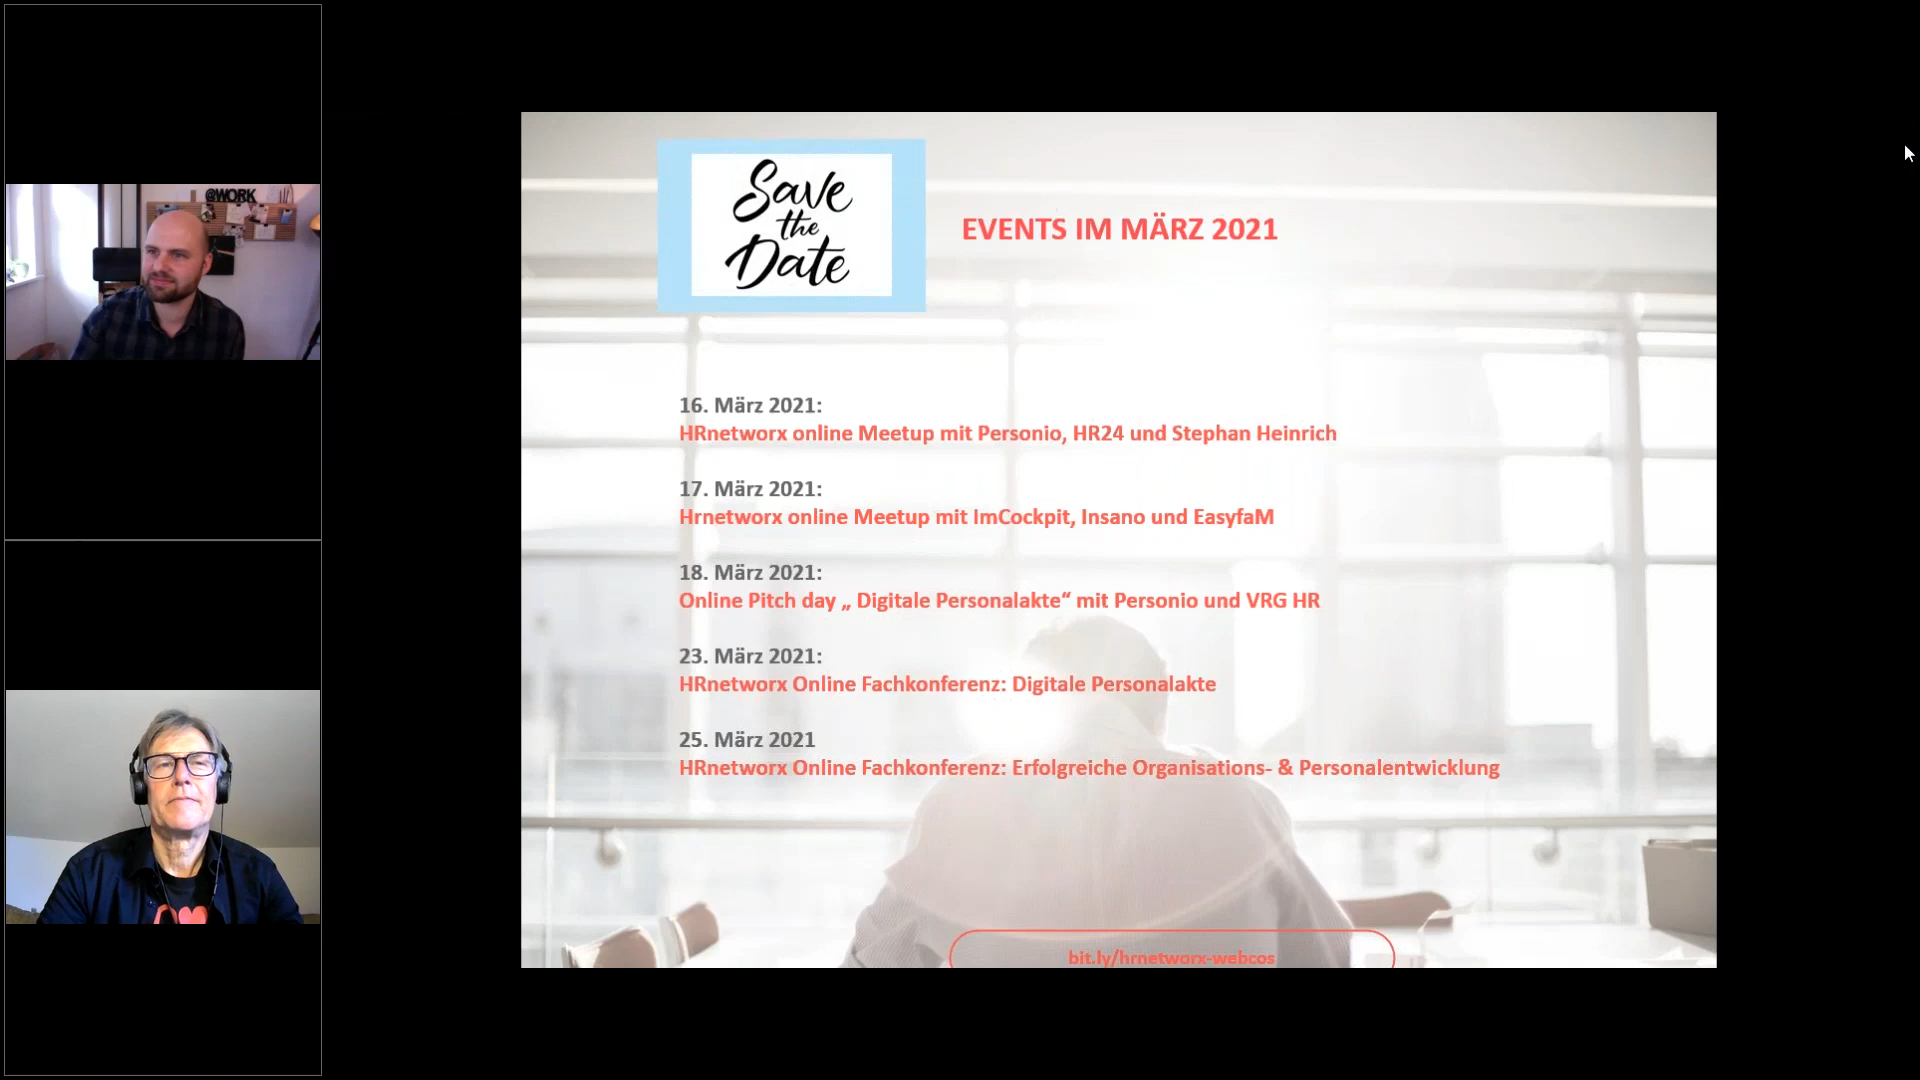 @WORK
Save
the
Date
EVENTS IM MÄRZ 2021
16. März 2021:
HRnetworx online Meetup mit Personio, HR24 und Stephan Heinrich
17. März 2021:
Hrnetworx online Meetup mit ImCockpit, Insano und EasyfaM
18. März 2021:
Online Pitch day „ Digitale Personalakte“ mit Personio und VRG HR
23. März 2021:
HRnetworx Online Fachkonferenz: Digitale Personalakte
25. März 2021
HRnetworx Online Fachkonferenz: Erfolgreiche Organisations- & Personalentwicklung
bit.ly/hrnetworx-webcos